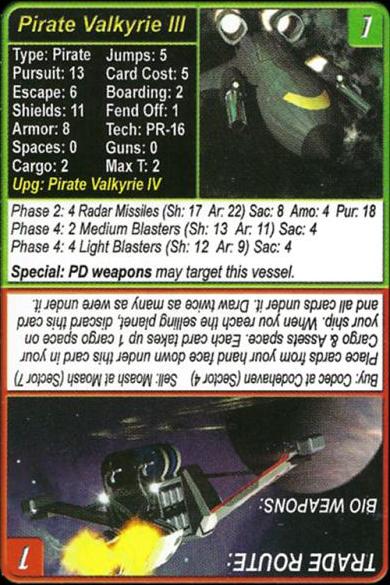 Pirate Valkyrie III
1
Type: Pirate Jumps: 5
Pursuit: 13 Card Cost: 5
Escape: 6 Boarding: 2
Shields: 11 Fend Off: 1
Armor: 8 Tech: PR-16
Spaces: 0 Guns: 0
Cargo: 2 Max T: 2
Upg: Pirate Valkyrie IV
Phase 2: 4 Radar Missiles (Sh: 17 Ar: 22) Sac: 8 Amo: 4 Pur: 18
Phase 4: 2 Medium Blasters (Sh: 13 Ar: 11) Sac: 4
Phase 4: 4 Light Blasters (Sh: 12 Ar: 9) Sac: 4
Special: PD weapons may target this vessel.
TRADE ROUTE:
1
BIO WEAPONS:
Buy: at Codec at Codehaven (Sector 4) Sell: Moash at Moash (Sector 7)
Place cards from your hand face down under this card in your
Cargo & Assets space. Each card takes up 1 cargo space on
your ship. When you reach the selling planet, discard this card
and all cards under it. Draw twice as many as were under it.